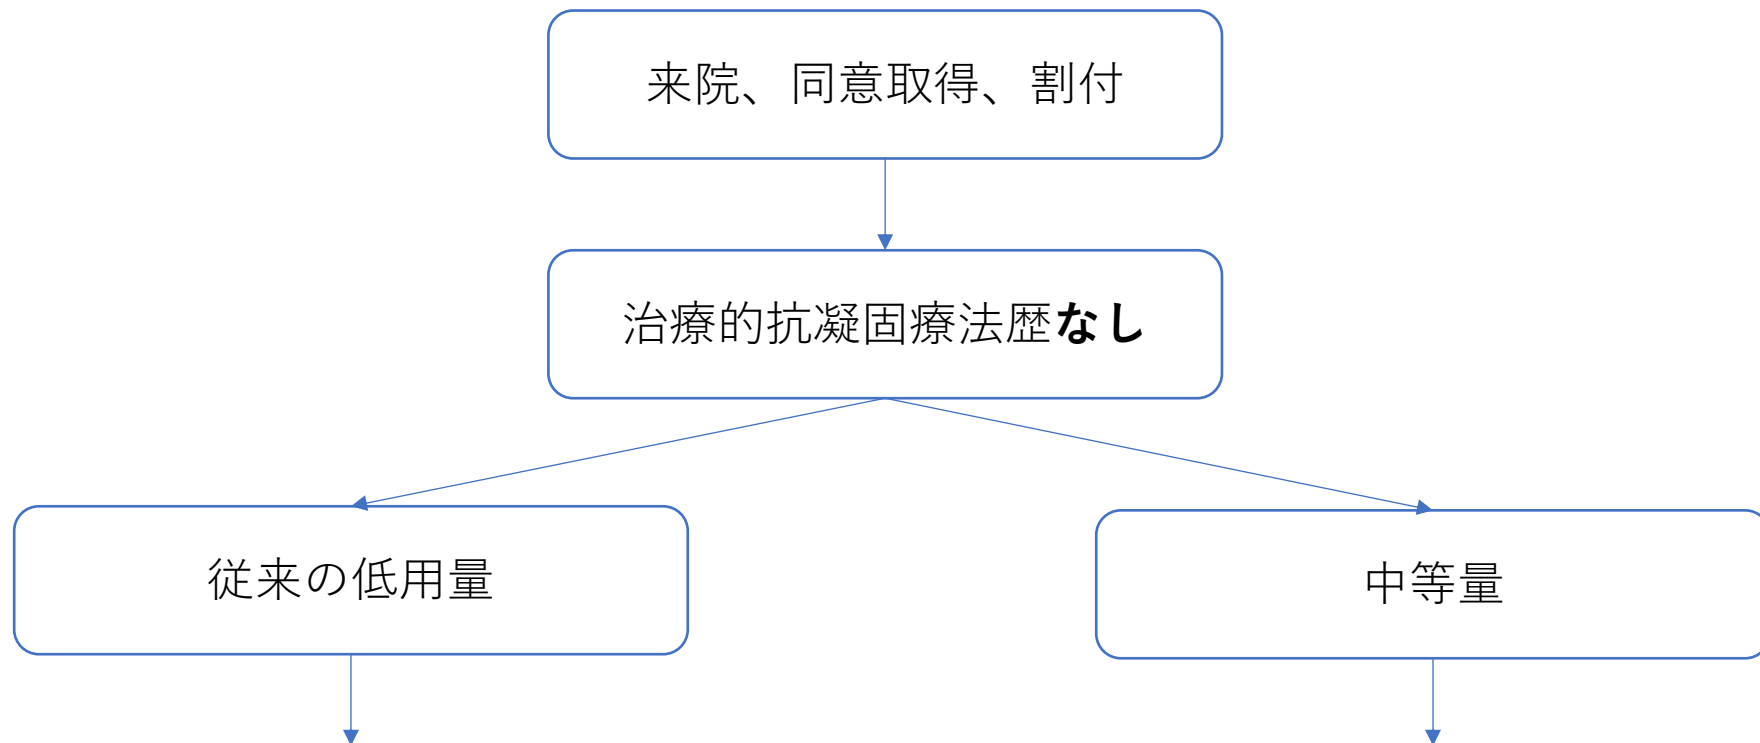 来院、同意取得、割付
治療的抗凝固療法歴なし
従来の低用量
中等量